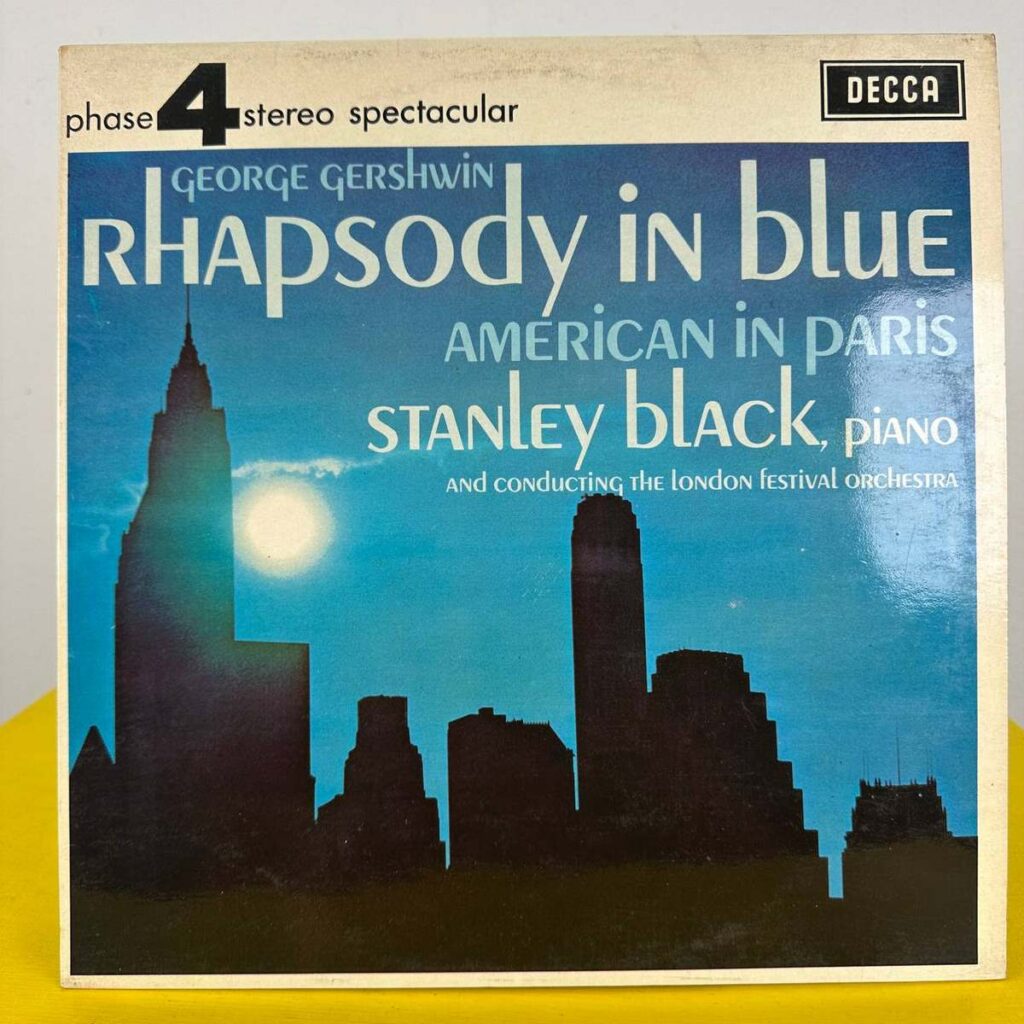 phase 4 stereo spectacular
DECCA
GEORGE GERSHWIN
RHAPSODY IN BLUE
AMERICAN IN PARIS
STANLEY BLACK, PIANO
AND CONDUCTING THE LONDON FESTIVAL ORCHESTRA